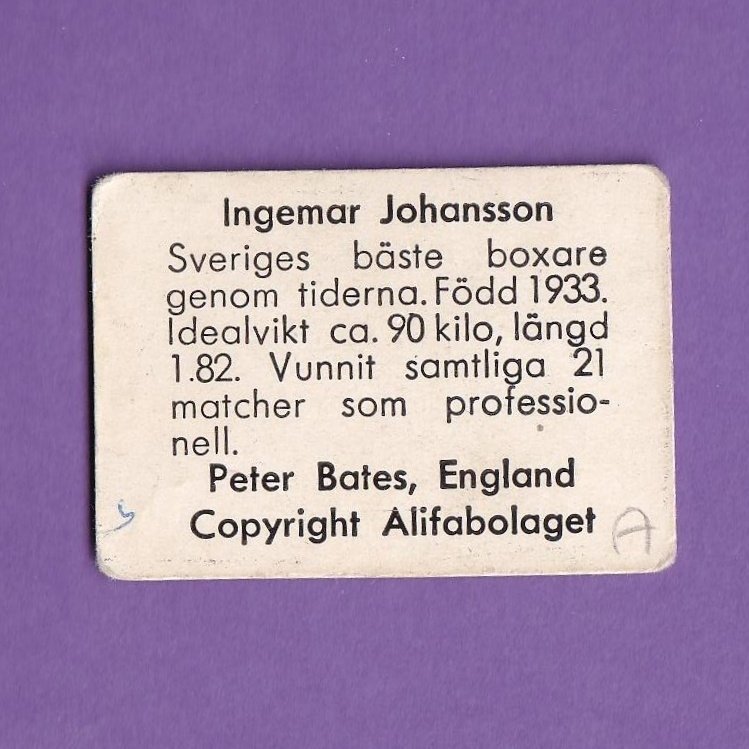 Ingemar Johansson
Sveriges bäste boxare
genom tiderna. Född 1933.
Idealvikt ca. 90 kilo, längd
1.82. Vunnit samtliga 21
matcher som professio-
nell.
Peter Bates, England
Copyright Alifabolaget
A